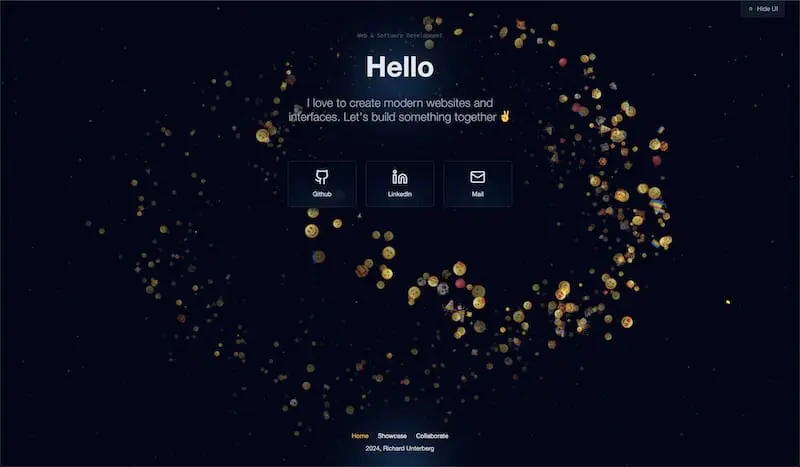 Hide UI
Web & Software Development
Hello
I love to create modern websites and
interfaces. Let's build something together ✌️
Github
LinkedIn
Mail
Home Showcase Collaborate
2024, Richard Unterberg